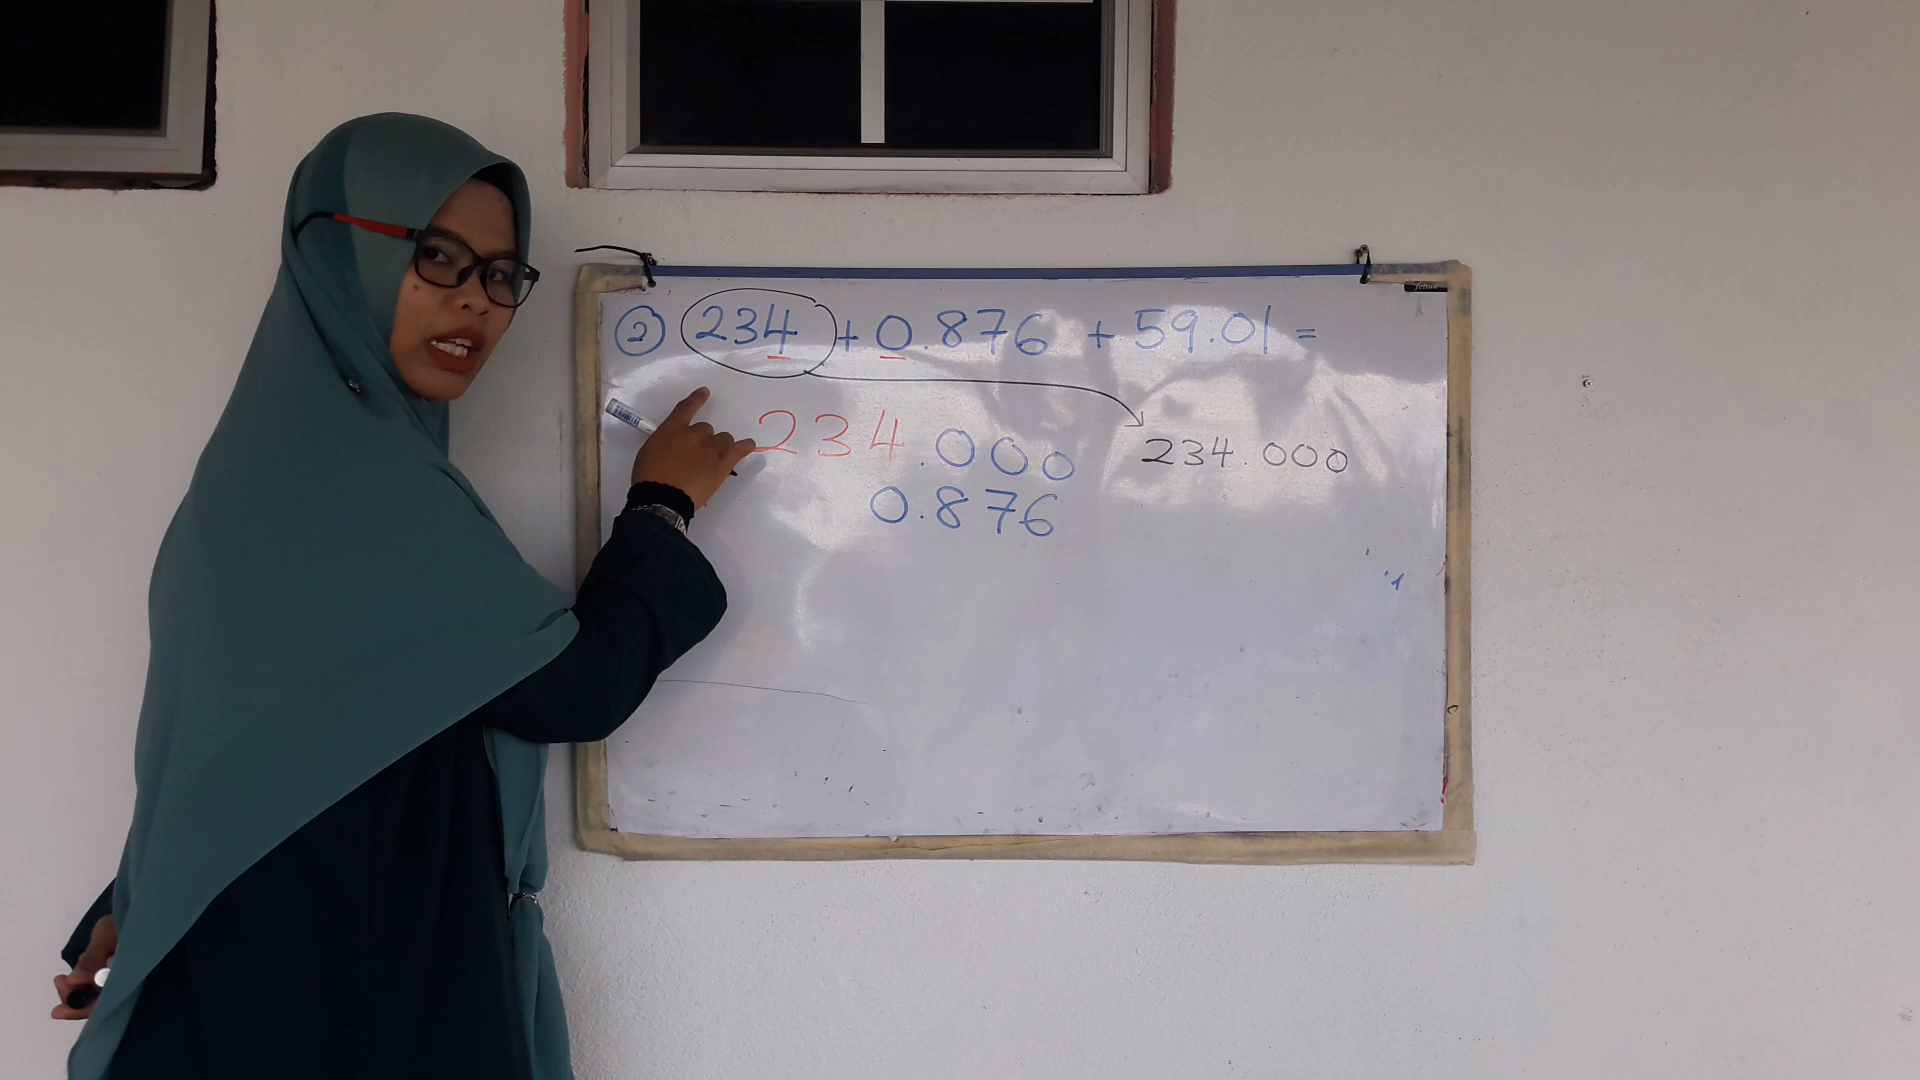 ② 234 + 0.876 + 59.01 =
234.000
234.000
0.876